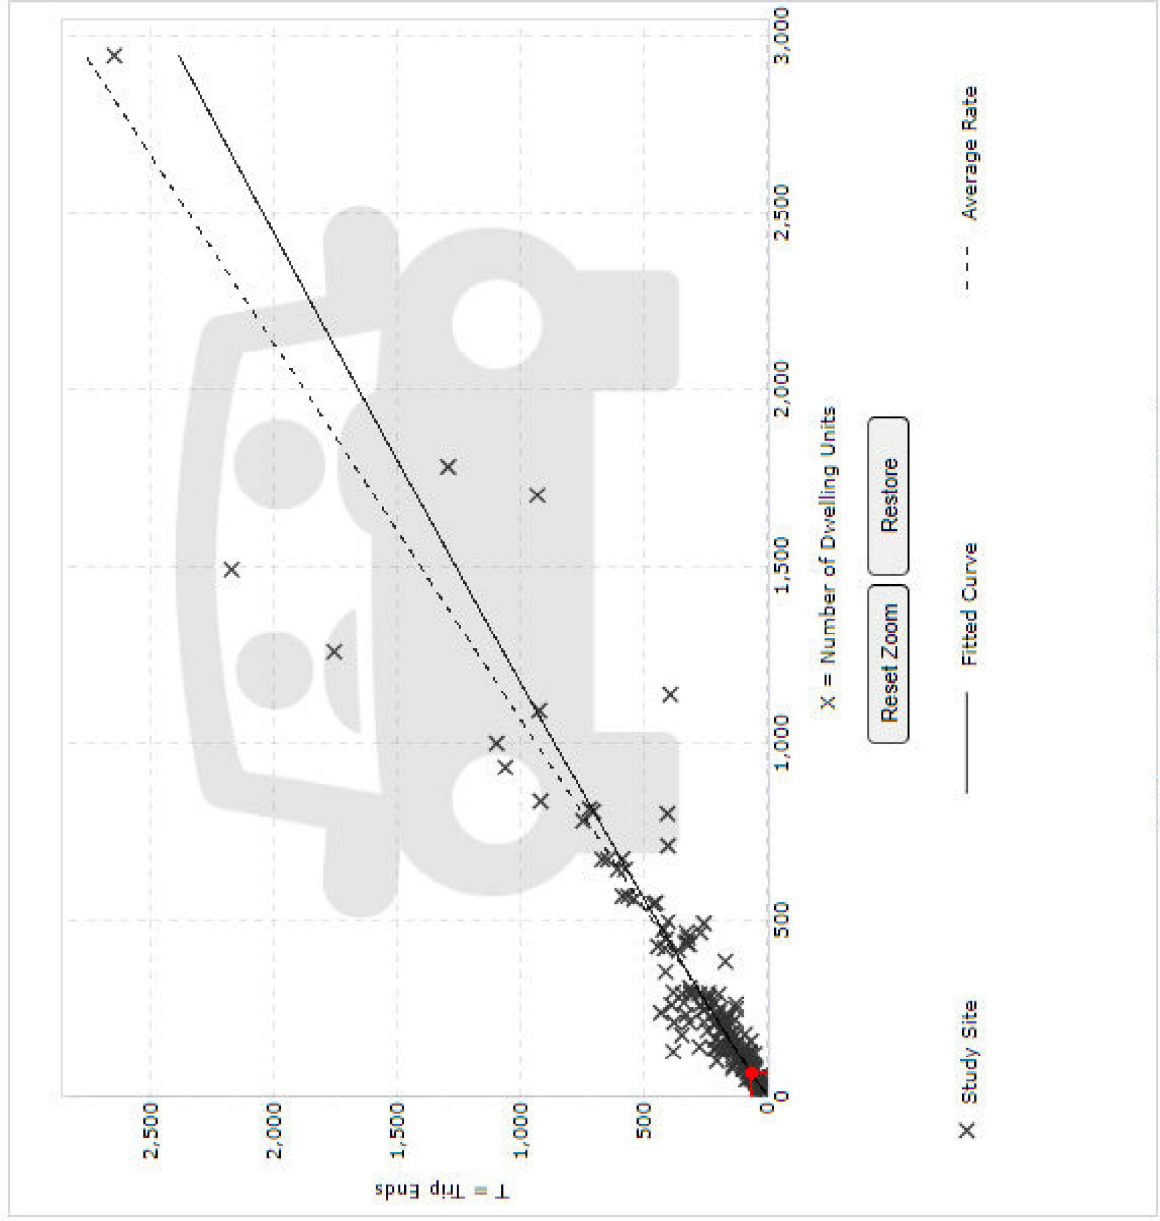 T = Trip Ends
2,500
2,000
1,500
1,000
500
0
0
500
1,000
1,500
2,000
2,500
3,000
X = Number of Dwelling Units
Reset Zoom
Restore
Study Site
Fitted Curve
Average Rate